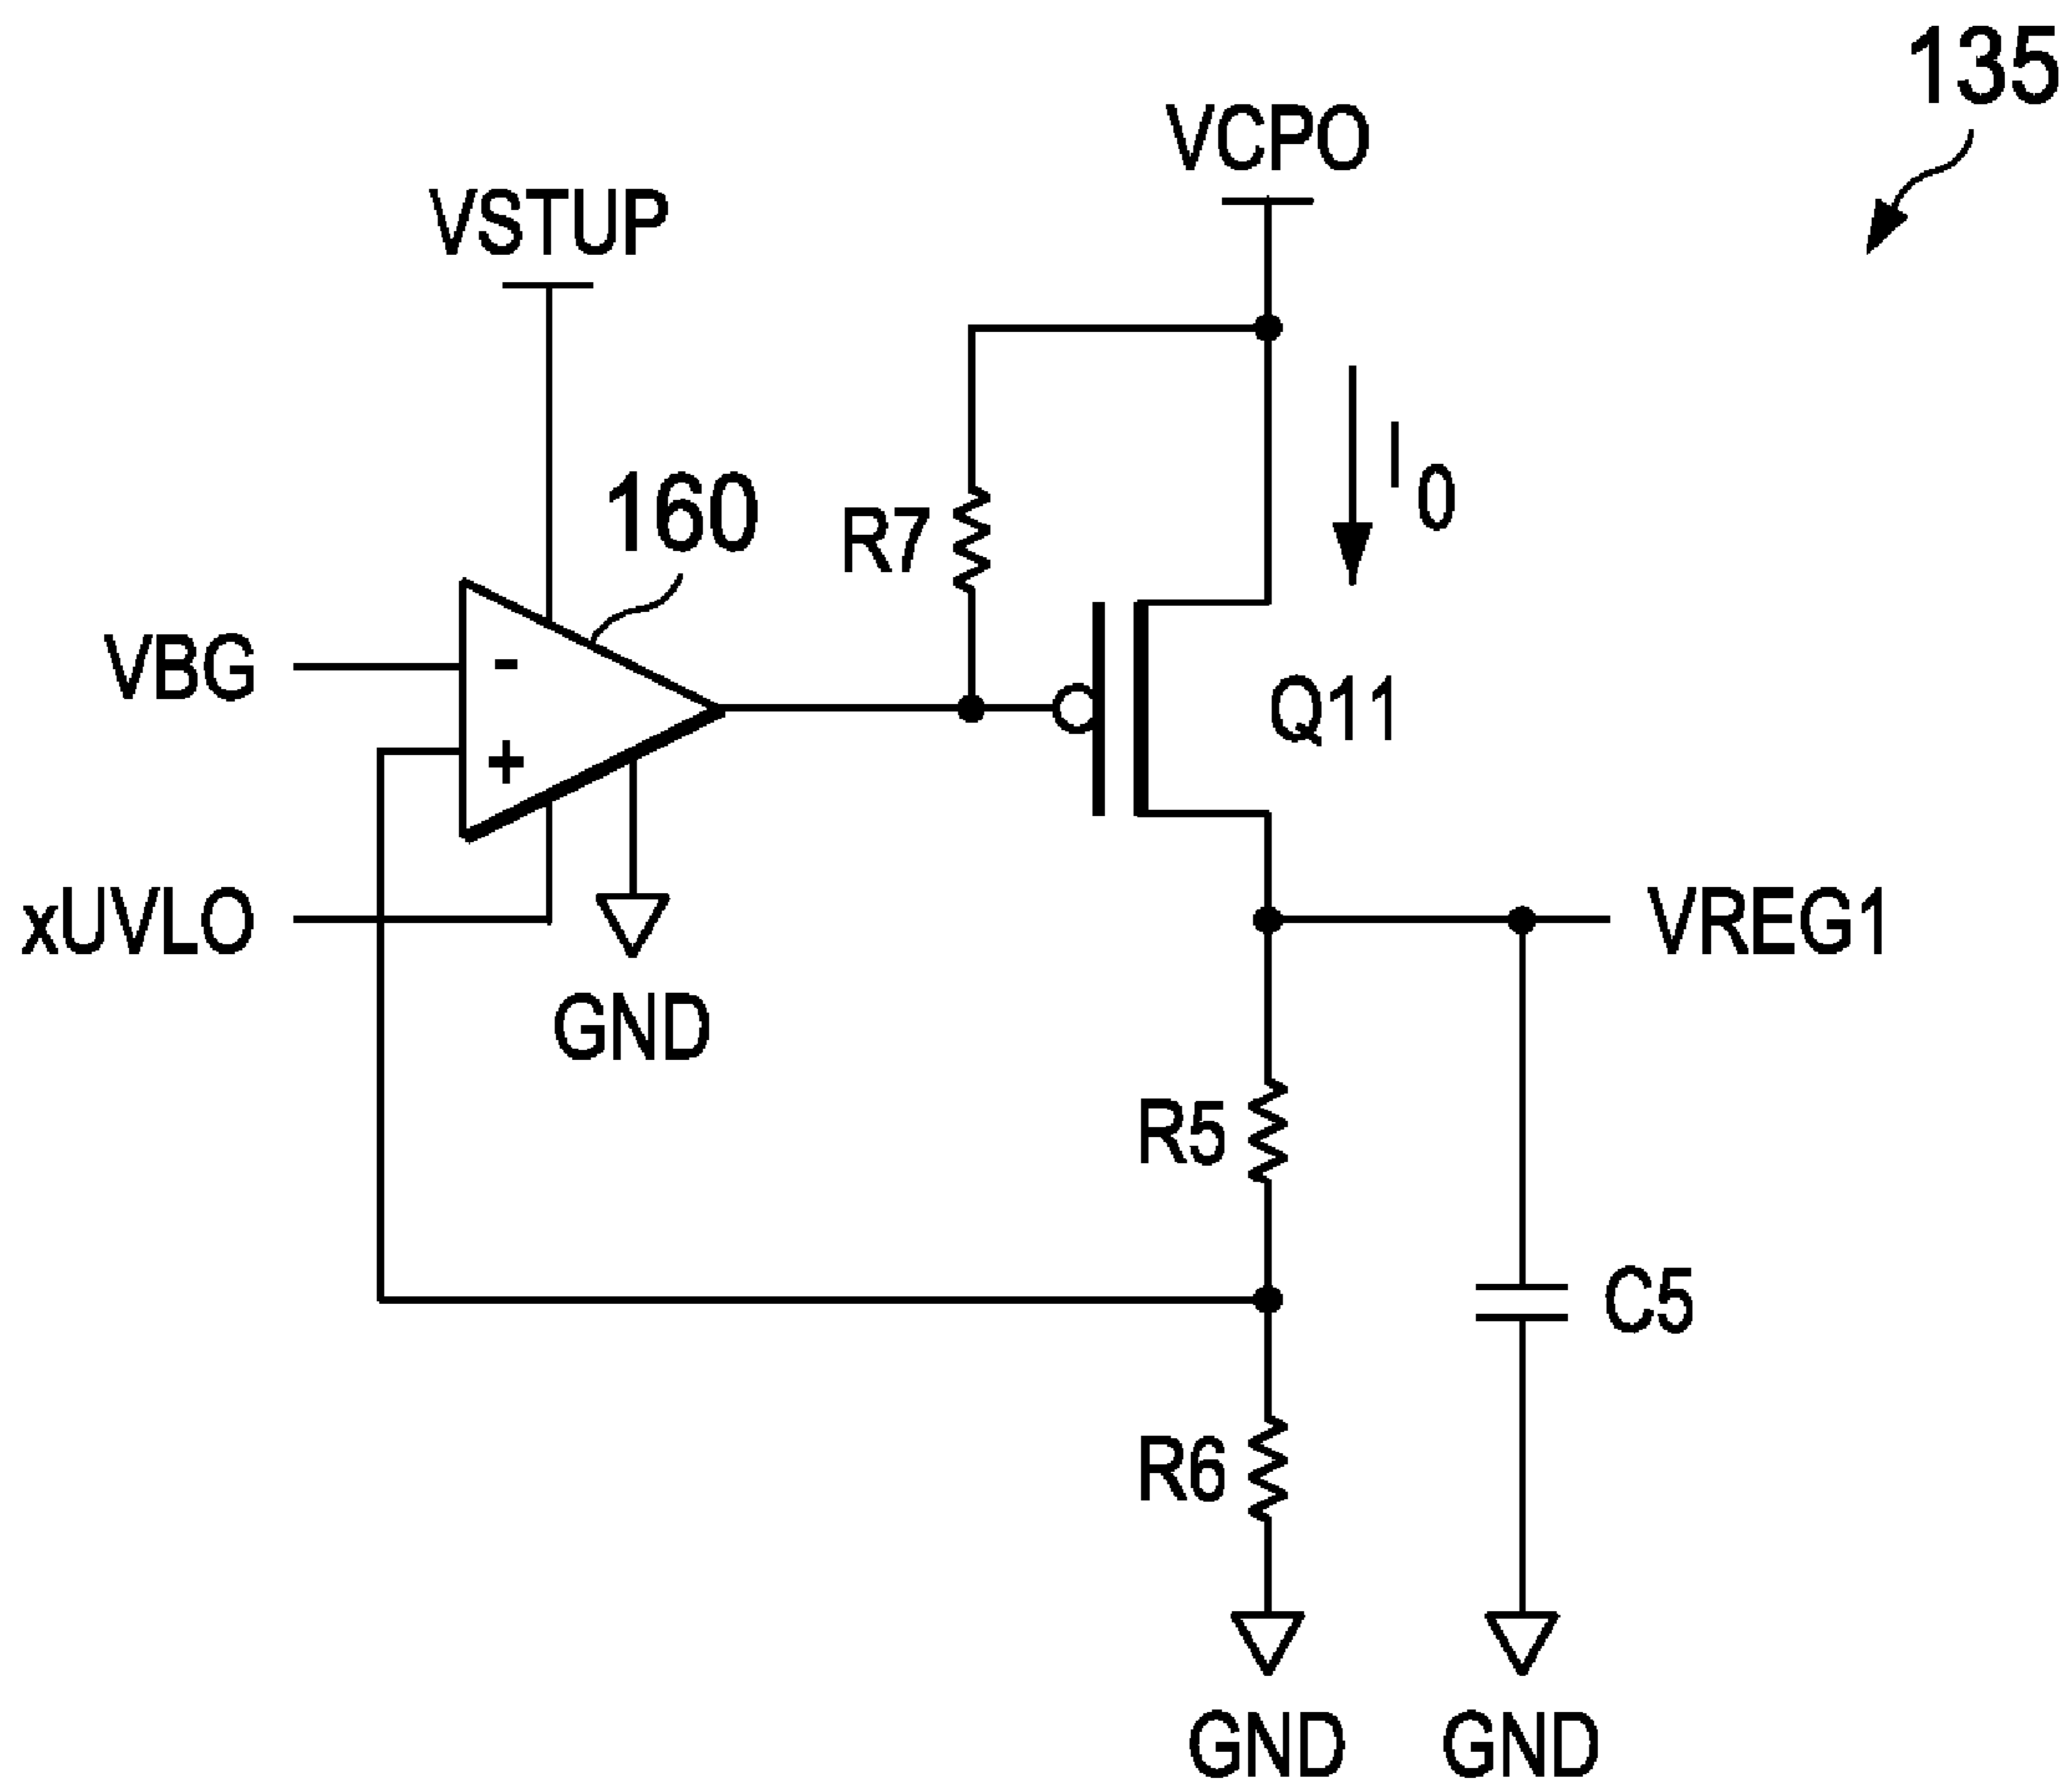 135
VCPO
VSTUP
I0
160
R7
VBG
-
Q11
+
xUVLO
VREG1
GND
R5
C5
R6
GND
GND